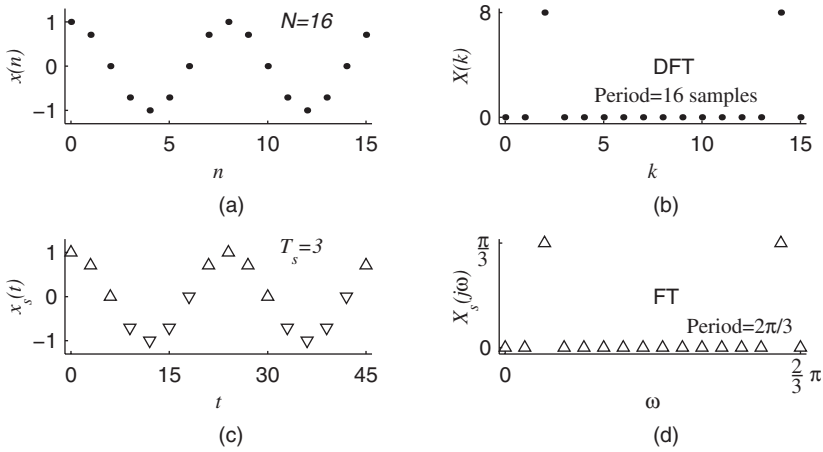 N=16
1
0
−1
x(n)
0 5 10 15
n
(a)
8
0
X(k)
DFT
Period=16 samples
0 5 10 15
k
(b)
T_s=3
1
0
−1
x_s(t)
0 15 30 45
t
(c)
π/3
0
X_s(jω)
FT
Period=2π/3
0 2/3 π
ω
(d)